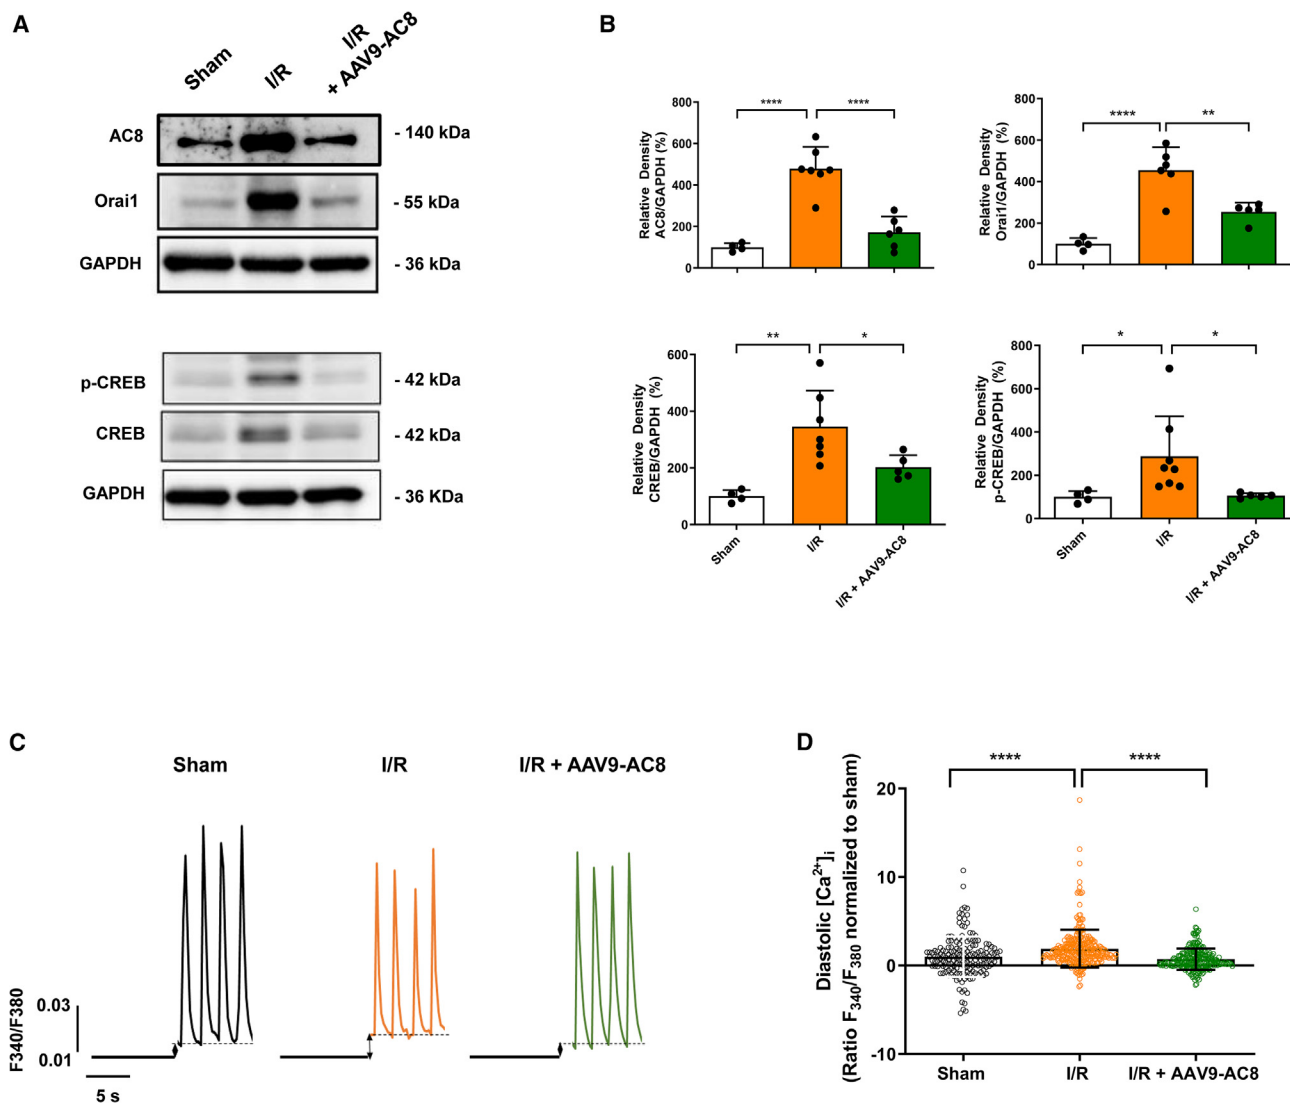 A
Sham
I/R
I/R
+ AAV9-AC8
AC8
- 140 kDa
Orai1
- 55 kDa
GAPDH
- 36 kDa
p-CREB
- 42 kDa
CREB
- 42 kDa
GAPDH
- 36 KDa
B
Relative Density
AC8/GAPDH (%)
800
600
400
200
0
****
****
Relative Density
Orai1/GAPDH (%)
800
600
400
200
0
****
**
Relative Density
CREB/GAPDH (%)
600
400
200
0
**
*
Sham
I/R
I/R + AAV9-AC8
Relative Density
p-CREB/GAPDH (%)
800
600
400
200
0
*
*
Sham
I/R
I/R + AAV9-AC8
C
Sham
I/R
I/R + AAV9-AC8
F340/F380
0.03
0.01
5 s
D
Diastolic [Ca²⁺]ᵢ
(Ratio F₃₄₀/F₃₈₀ normalized to sham)
20
10
0
-10
****
****
Sham
I/R
I/R + AAV9-AC8